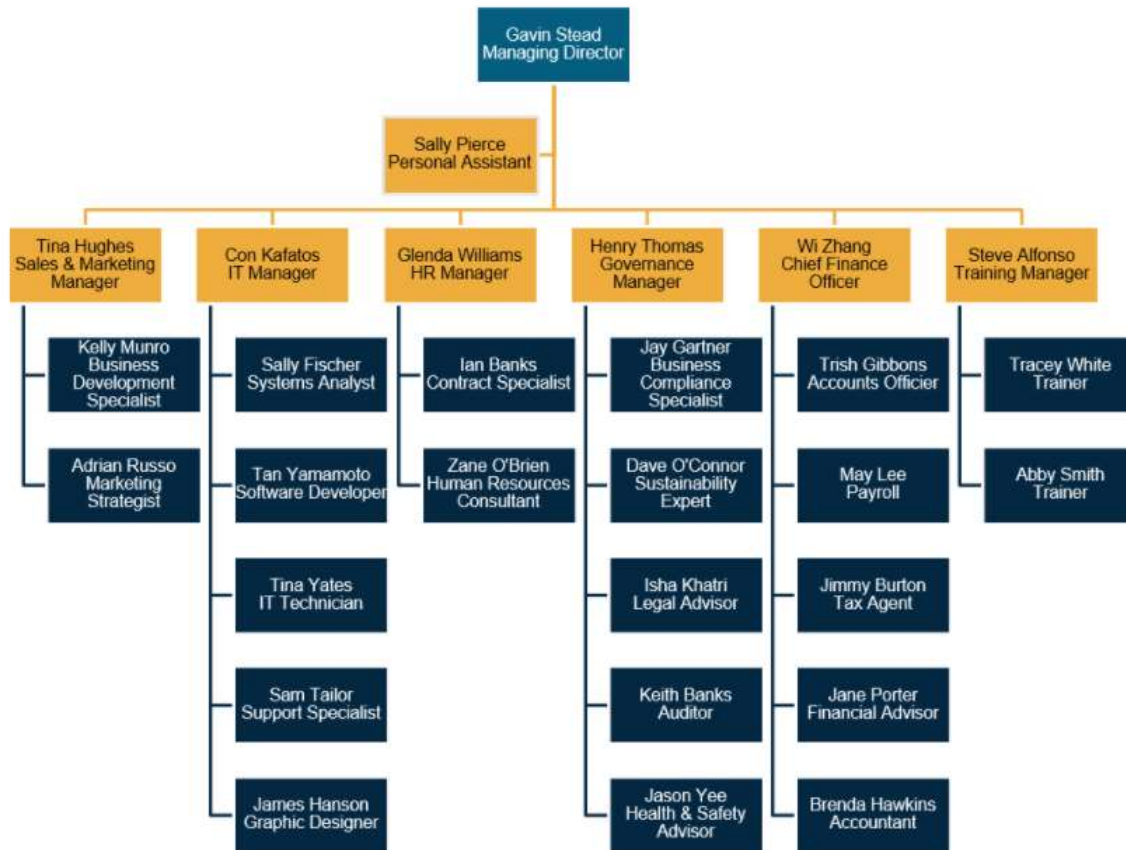 Gavin Stead
Managing Director
Sally Pierce
Personal Assistant
Tina Hughes
Sales & Marketing
Manager
Con Kafatos
IT Manager
Glenda Williams
HR Manager
Henry Thomas
Governance
Manager
Wi Zhang
Chief Finance
Officer
Steve Alfonso
Training Manager
Kelly Munro
Business
Development
Specialist
Sally Fischer
Systems Analyst
Ian Banks
Contract Specialist
Jay Gartner
Business
Compliance
Specialist
Trish Gibbons
Accounts Officier
Tracey White
Trainer
Adrian Russo
Marketing
Strategist
Tan Yamamoto
Software Developer
Zane O'Brien
Human Resources
Consultant
Dave O'Connor
Sustainability
Expert
May Lee
Payroll
Abby Smith
Trainer
Tina Yates
IT Technician
Isha Khatri
Legal Advisor
Jimmy Burton
Tax Agent
Sam Tailor
Support Specialist
Keith Banks
Auditor
Jane Porter
Financial Advisor
James Hanson
Graphic Designer
Jason Yee
Health & Safety
Advisor
Brenda Hawkins
Accountant